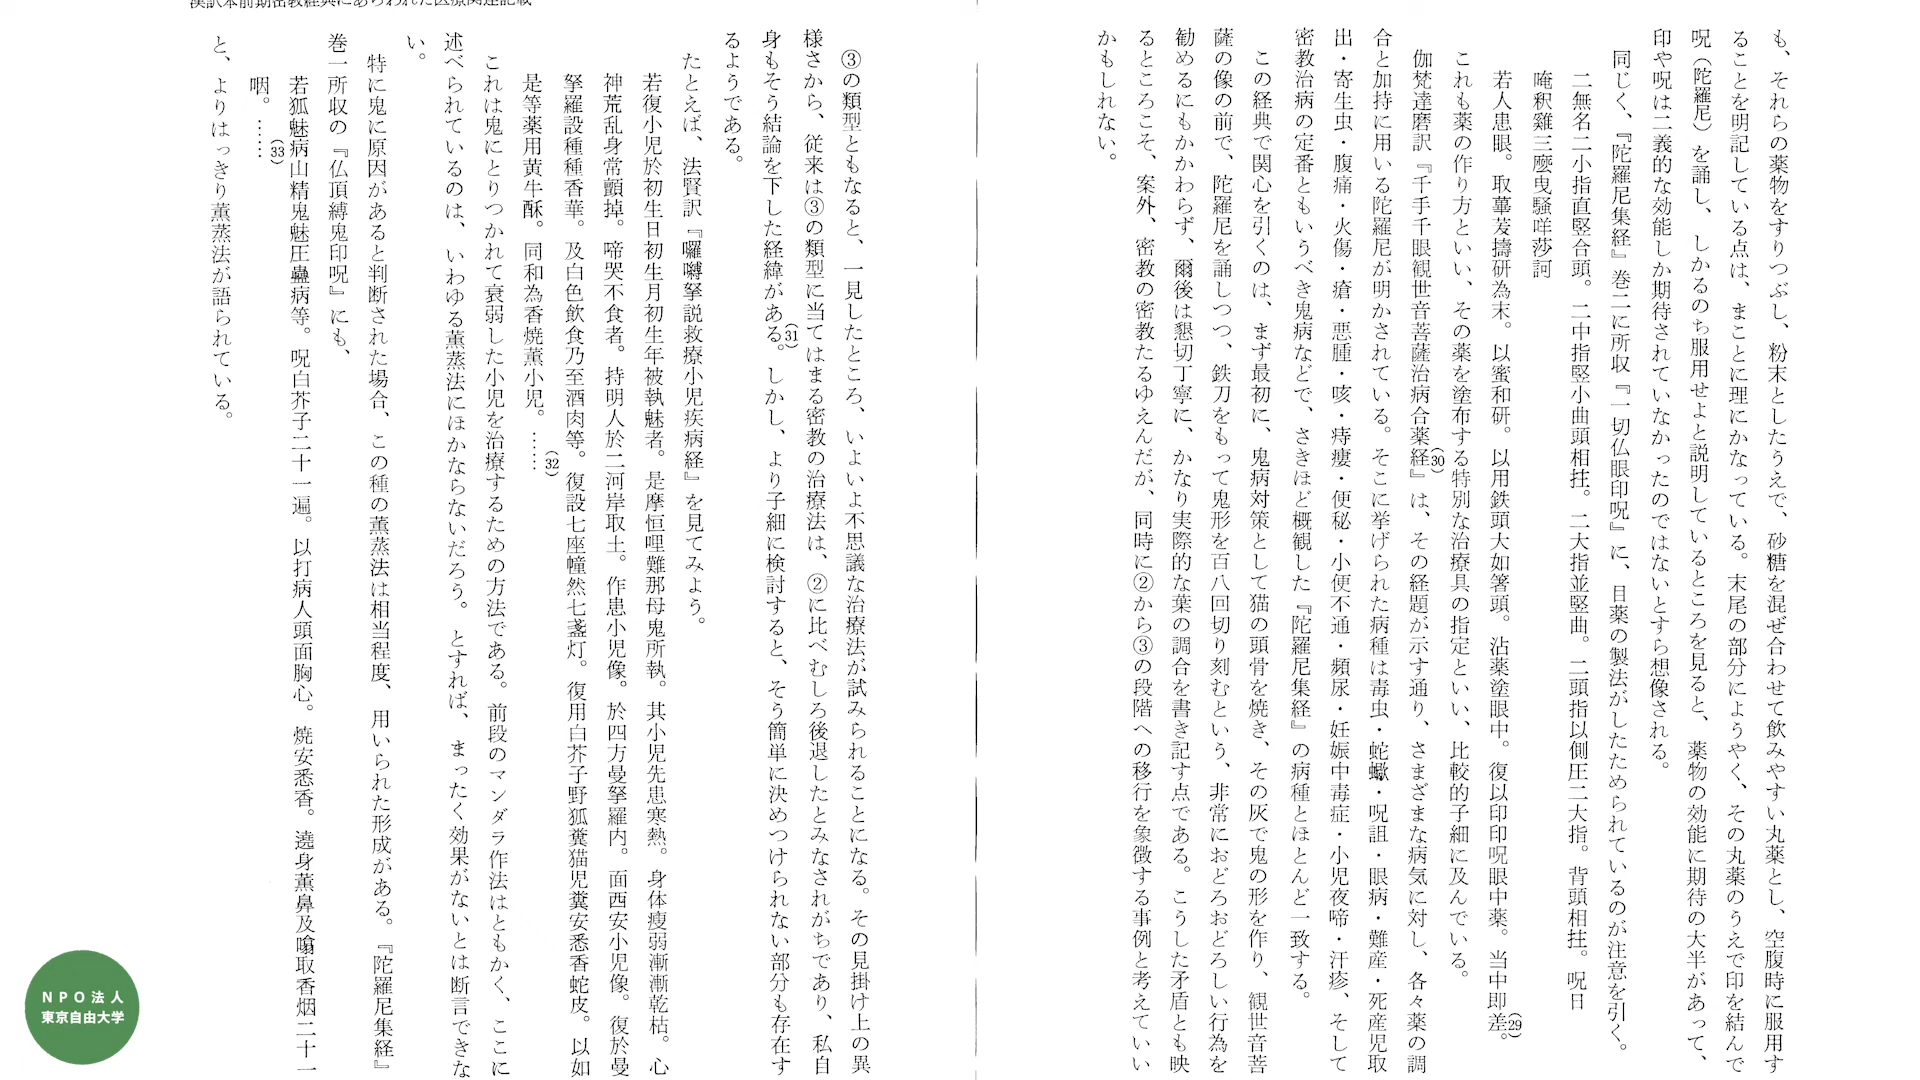 も、それらの薬物をすりつぶし、粉末としたうえで、砂糖を混ぜ合わせて飲みやすい丸薬とし、空腹時に服用す
ることを明記している点は、まことに理にかなっている。末尾の部分にようやく、その丸薬のうえで印を結んで
呪（陀羅尼）を誦し、しかるのち服用せよと説明しているところを見ると、薬物の効能に期待の大半があって、
印や呪は二義的な効能しか期待されていなかったのではないとすら想像される。
同じく、『陀羅尼集経』巻二に所収『一切仏眼印呪』に、目薬の製法がしたためられているのが注意を引く。
二無名二小指直竪合頭。二中指竪小曲頭相拄。二大指並竪曲。二頭指以側圧二大指。背頭相拄。呪日
唵釈雞三麼曳騒咩莎訶
若人患眼。取蓽茇擣研為末。以蜜和研。以用鉄頭大如箸頭。沾薬塗眼中。復以印印呪眼中薬。当中即差。(29)
これも薬の作り方といい、その薬を塗布する特別な治療具の指定といい、比較的子細に及んでいる。
伽梵達磨訳『千手千眼観世音菩薩治病合薬経』(30)は、その経題が示す通り、さまざまな病気に対し、各々薬の調
合と加持に用いる陀羅尼が明かされている。そこに挙げられた病種は毒虫・蛇蠍・呪詛・眼病・難産・死産児取
出・寄生虫・腹痛・火傷・瘡・悪腫・咳・痔瘻・便秘・小便不通・頻尿・妊娠中毒症・小児夜啼・汗疹、そして
密教治病の定番ともいうべき鬼病などで、さきほど概観した『陀羅尼集経』の病種とほとんど一致する。
この経典で関心を引くのは、まず最初に、鬼病対策として猫の頭骨を焼き、その灰で鬼の形を作り、観世音菩
薩の像の前で、陀羅尼を誦しつつ、鉄刀をもって鬼形を百八回切り刻むという、非常におどろおどろしい行為を
勧めるにもかかわらず、爾後は懇切丁寧に、かなり実際的な葉の調合を書き記す点である。こうした矛盾とも映
るところこそ、案外、密教の密教たるゆえんだが、同時に②から③の段階への移行を象徴する事例と考えていい
かもしれない。
漢訳本前期密教経典にあらわれた医療関連記載
③の類型ともなると、一見したところ、いよいよ不思議な治療法が試みられることになる。その見掛け上の異
様さから、従来は③の類型に当てはまる密教の治療法は、②に比べむしろ後退したとみなされがちであり、私自
身もそう結論を下した経緯がある。(31)しかし、より子細に検討すると、そう簡単に決めつけられない部分も存在す
るようである。
たとえば、法賢訳『囉嚩拏説救療小児疾病経』を見てみよう。
若復小児於初生日初生月初生年被執魅者。是摩恒哩難那母鬼所執。其小児先患寒熱。身体痩弱漸漸乾枯。心
神荒乱身常顫掉。啼哭不食者。持明人於二河岸取土。作患小児像。於四方曼拏羅内。面西安小児像。復於曼
拏羅設種種香華。及白色飲食乃至酒肉等。復設七座幢然七盞灯。復用白芥子野狐糞猫児糞安悉香蛇皮。以如
是等薬用黄牛酥。同和為香焼薫小児。……(32)
これは鬼にとりつかれて衰弱した小児を治療するための方法である。前段のマンダラ作法はともかく、ここに
述べられているのは、いわゆる薫蒸法にほかならないだろう。とすれば、まったく効果がないとは断言できな
い。
特に鬼に原因があると判断された場合、この種の薫蒸法は相当程度、用いられた形成がある。『陀羅尼集経』
巻一所収の『仏頂縛鬼印呪』にも、
若狐魅病山精鬼魅圧蠱病等。呪白芥子二十一遍。以打病人頭面胸心。焼安悉香。遶身薫鼻及噏取香烟二十一
咽。……(33)
と、よりはっきり薫蒸法が語られている。
NPO法人
東京自由大学